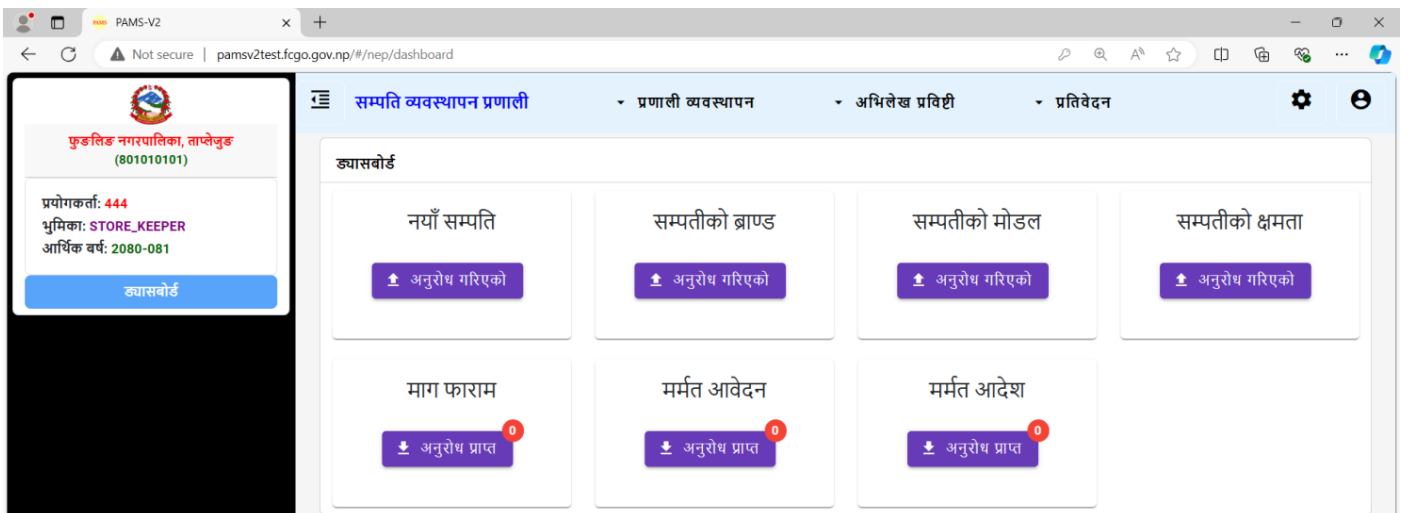 PAMS-V2
Not secure | pamsv2test.fcgo.gov.np/#/nep/dashboard
फुङलिङ नगरपालिका, ताप्लेजुङ
(801010101)
प्रयोगकर्ता: 444
भुमिका: STORE_KEEPER
आर्थिक बर्ष: 2080-081
ड्यासबोर्ड
सम्पति व्यवस्थापन प्रणाली
प्रणाली व्यवस्थापन
अभिलेख प्रविष्टी
प्रतिवेदन
ड्यासबोर्ड
नयाँ सम्पति
अनुरोध गरिएको
सम्पतीको ब्राण्ड
अनुरोध गरिएको
सम्पतीको मोडल
अनुरोध गरिएको
सम्पतीको क्षमता
अनुरोध गरिएको
माग फाराम
अनुरोध प्राप्त 0
मर्मत आवेदन
अनुरोध प्राप्त 0
मर्मत आदेश
अनुरोध प्राप्त 0